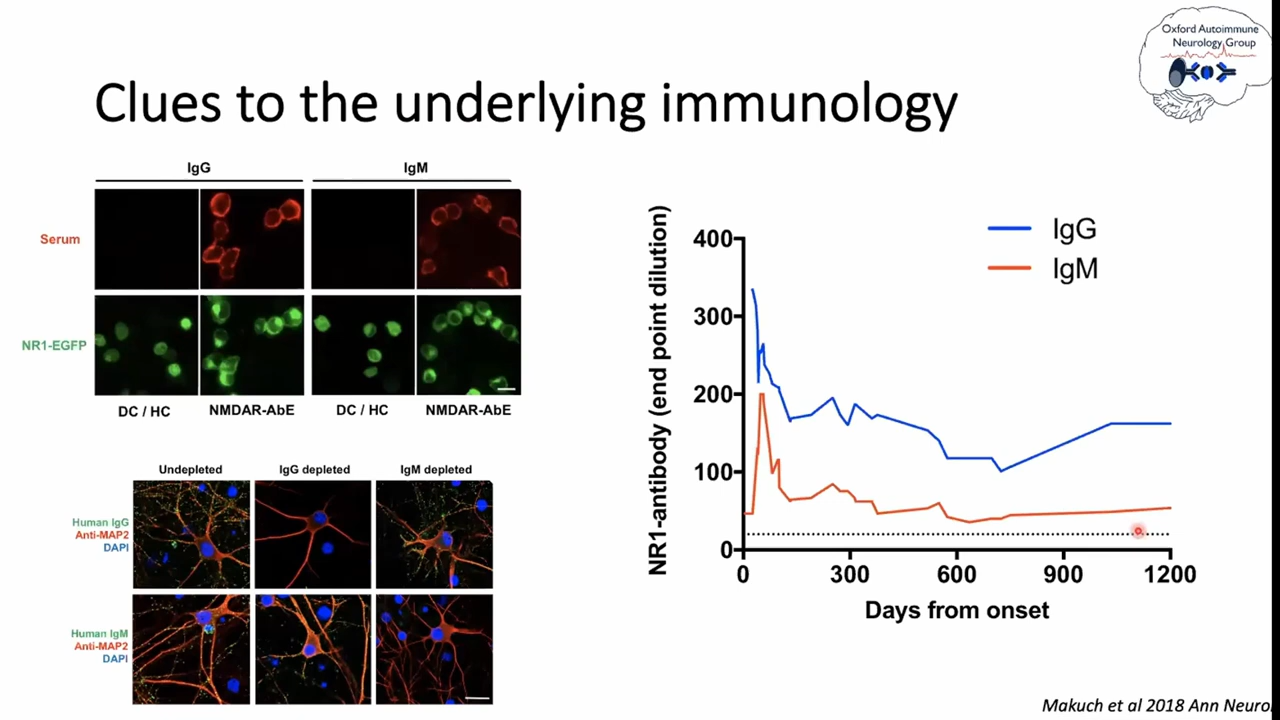 Oxford Autoimmune
Neurology Group
Clues to the underlying immunology
IgG
IgM
Serum
NR1-EGFP
DC / HC
NMDAR-AbE
DC / HC
NMDAR-AbE
Undepleted
IgG depleted
IgM depleted
Human IgG
Anti-MAP2
DAPI
Human IgM
Anti-MAP2
DAPI
NR1-antibody (end point dilution)
400
300
200
100
0
0
300
600
900
1200
Days from onset
IgG
IgM
Makuch et al 2018 Ann Neurol